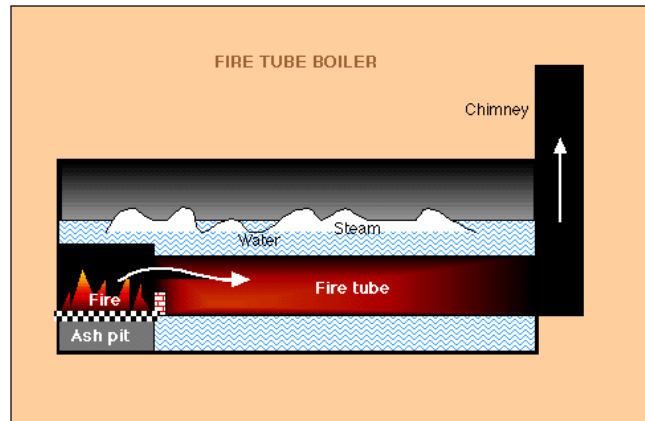 FIRE TUBE BOILER
Chimney
Steam
Water
Fire tube
Fire
Ash pit